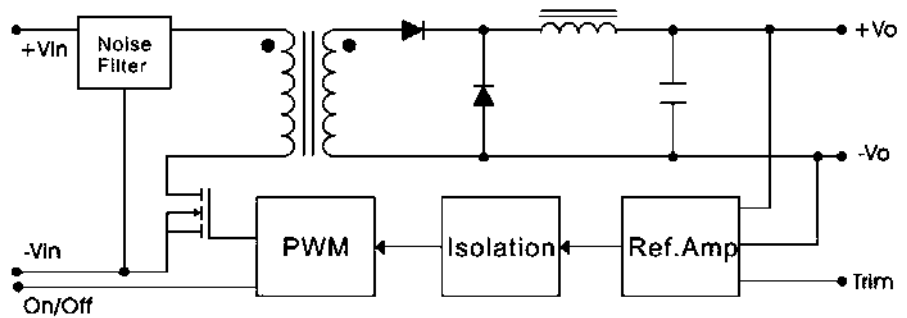 +Vin
Noise
Filter
+Vo
-Vo
-Vin
On/Off
PWM
Isolation
Ref.Amp
Trim